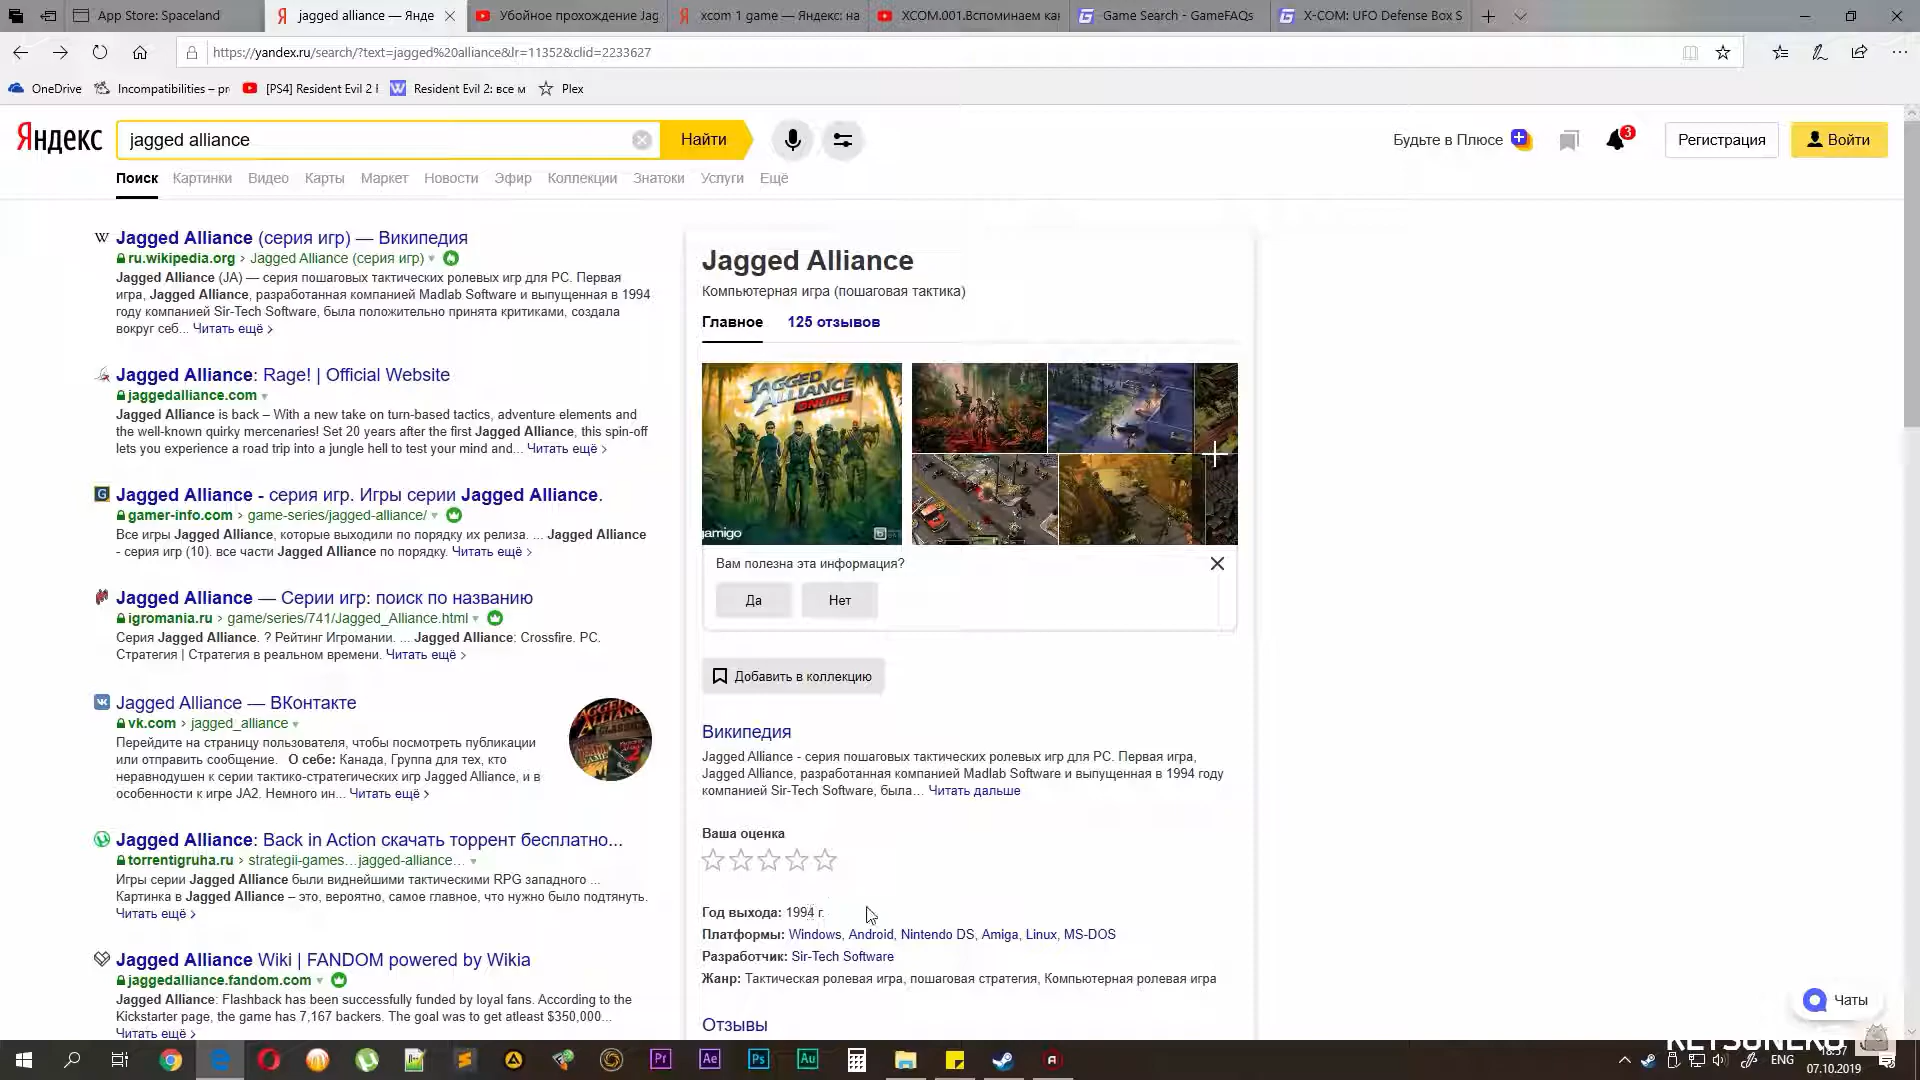 App Store: Spaceland
jagged alliance — Янде
Убойное прохождение Jag
xcom 1 game — Яндекс: на
XCOM.001.Вспоминаем как
Game Search - GameFAQs
X-COM: UFO Defense Box S
https://yandex.ru/search/?text=jagged%20alliance&lr=11352&clid=2233627
OneDrive
Incompatibilities – pr
[PS4] Resident Evil 2 F
Resident Evil 2: все м
Plex
Яндекс
jagged alliance
Найти
Будьте в Плюсе
3
Регистрация
Войти
Поиск Картинки Видео Карты Маркет Новости Эфир Коллекции Знатоки Услуги Ещё
Jagged Alliance (серия игр) — Википедия
ru.wikipedia.org › Jagged Alliance (серия игр)
Jagged Alliance (JA) — серия пошаговых тактических ролевых игр для PC. Первая
игра, Jagged Alliance, разработанная компанией Madlab Software и выпущенная в 1994
году компанией Sir-Tech Software, была положительно принята критиками, создала
вокруг себ... Читать ещё >
Jagged Alliance: Rage! | Official Website
jaggedalliance.com
Jagged Alliance is back – With a new take on turn-based tactics, adventure elements and
the well-known quirky mercenaries! Set 20 years after the first Jagged Alliance, this spin-off
lets you experience a road trip into a jungle hell to test your mind and... Читать ещё >
Jagged Alliance - серия игр. Игры серии Jagged Alliance.
gamer-info.com › game-series/jagged-alliance/
Все игры Jagged Alliance, которые выходили по порядку их релиза. ... Jagged Alliance
- серия игр (10). все части Jagged Alliance по порядку. Читать ещё >
Jagged Alliance — Серии игр: поиск по названию
igromania.ru › game/series/741/Jagged_Alliance.html
Серия Jagged Alliance. ? Рейтинг Игромании. ... Jagged Alliance: Crossfire. PC.
Стратегия | Стратегия в реальном времени. Читать ещё >
Jagged Alliance — ВКонтакте
vk.com › jagged_alliance
Перейдите на страницу пользователя, чтобы посмотреть публикации
или отправить сообщение. О себе: Канада, Группа для тех, кто
неравнодушен к серии тактико-стратегических игр Jagged Alliance, и в
особенности к игре JA2. Немного ин... Читать ещё >
Jagged Alliance: Back in Action скачать торрент бесплатно...
torrentigruha.ru › strategii-games…jagged-alliance…
Игры серии Jagged Alliance были виднейшими тактическими RPG западного ...
Картинка в Jagged Alliance – это, вероятно, самое главное, что нужно было подтянуть.
Читать ещё >
Jagged Alliance Wiki | FANDOM powered by Wikia
jaggedalliance.fandom.com
Jagged Alliance: Flashback has been successfully funded by loyal fans. According to the
Kickstarter page, the game has 7,167 backers. The goal was to get atleast $350,000...
Читать ещё >
Jagged Alliance
Компьютерная игра (пошаговая тактика)
Главное
125 отзывов
JAGGED
ALLIANCE
ONLINE
gamigo
Вам полезна эта информация?
Да
Нет
Добавить в коллекцию
Википедия
Jagged Alliance - серия пошаговых тактических ролевых игр для PC. Первая игра,
Jagged Alliance, разработанная компанией Madlab Software и выпущенная в 1994 году
компанией Sir-Tech Software, была… Читать дальше
Ваша оценка
Год выхода: 1994 г.
Платформы: Windows, Android, Nintendo DS, Amiga, Linux, MS-DOS
Разработчик: Sir-Tech Software
Жанр: Тактическая ролевая игра, пошаговая стратегия, Компьютерная ролевая игра
Отзывы
Чаты
KETSUNEKO
ENG
18:57
07.10.2019